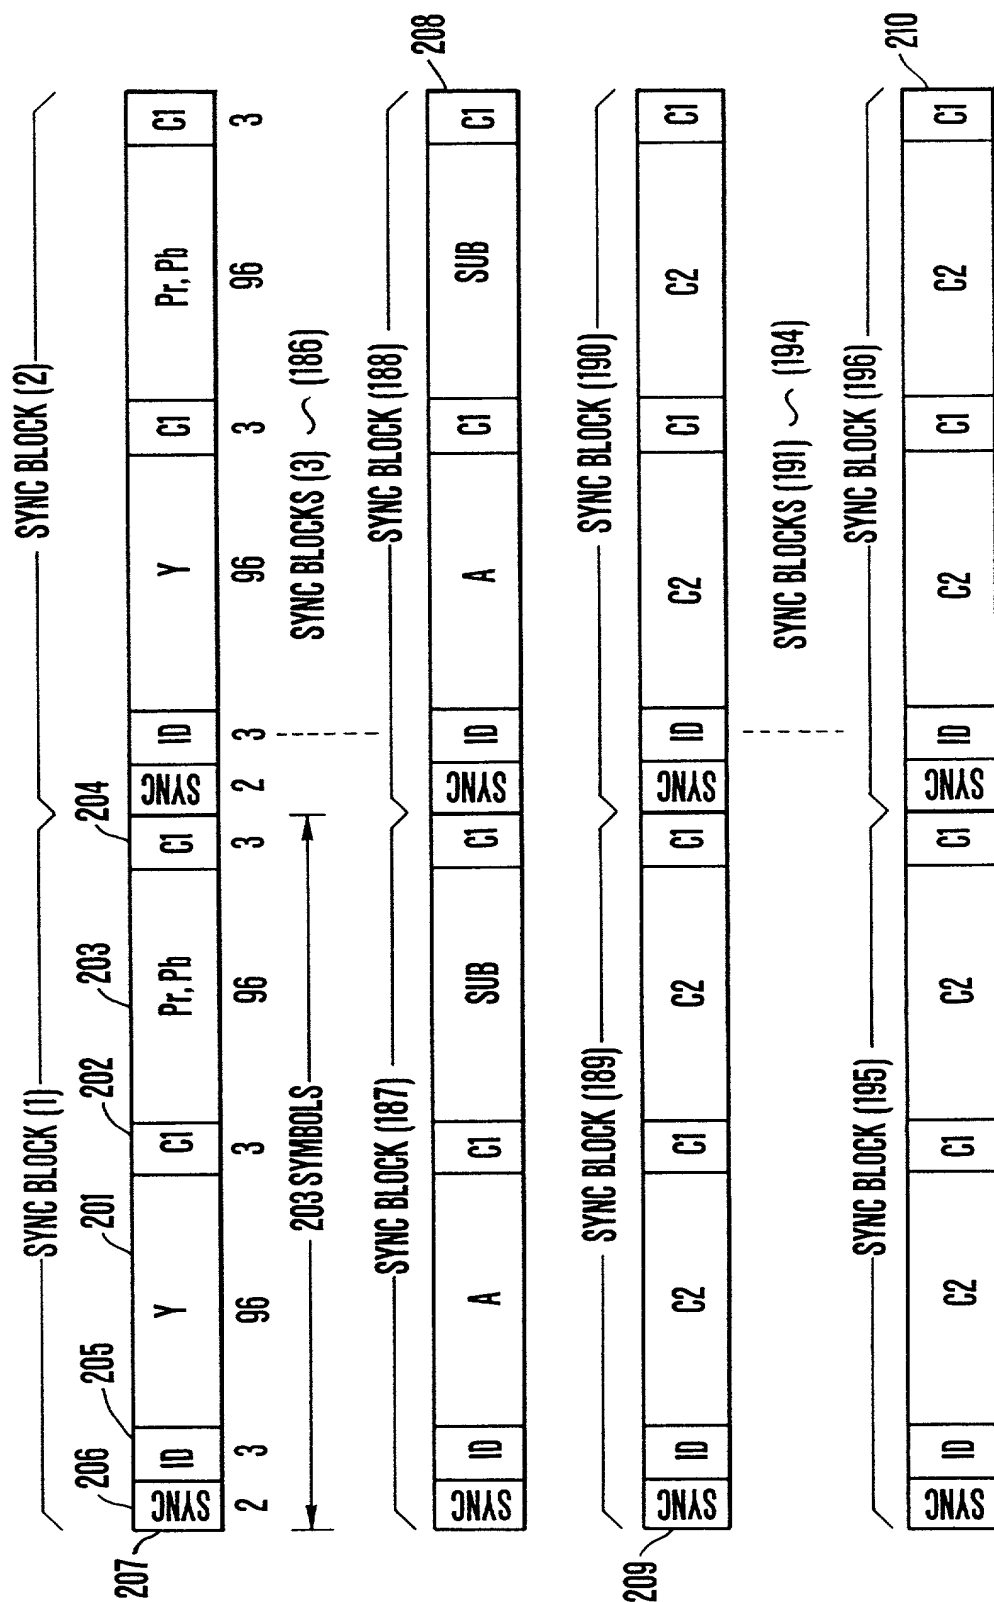 SYNC BLOCK (1) SYNC BLOCK (2)
206 205 201 202 203 204
207 SYNC ID Y C1 Pr, Pb C1 SYNC ID Y C1 Pr, Pb C1
2 3 96 3 96 3 2 3 96 3 96 3
203 SYMBOLS SYNC BLOCKS (3) ~ (186)
SYNC BLOCK (187) SYNC BLOCK (188)
208
SYNC ID A C1 SUB C1 SYNC ID A C1 SUB C1
SYNC BLOCK (189) SYNC BLOCK (190)
209 SYNC ID C2 C1 C2 C1 SYNC ID C2 C1 C2 C1
SYNC BLOCKS (191) ~ (194)
SYNC BLOCK (195) SYNC BLOCK (196)
210
SYNC ID C2 C1 C2 C1 SYNC ID C2 C1 C2 C1